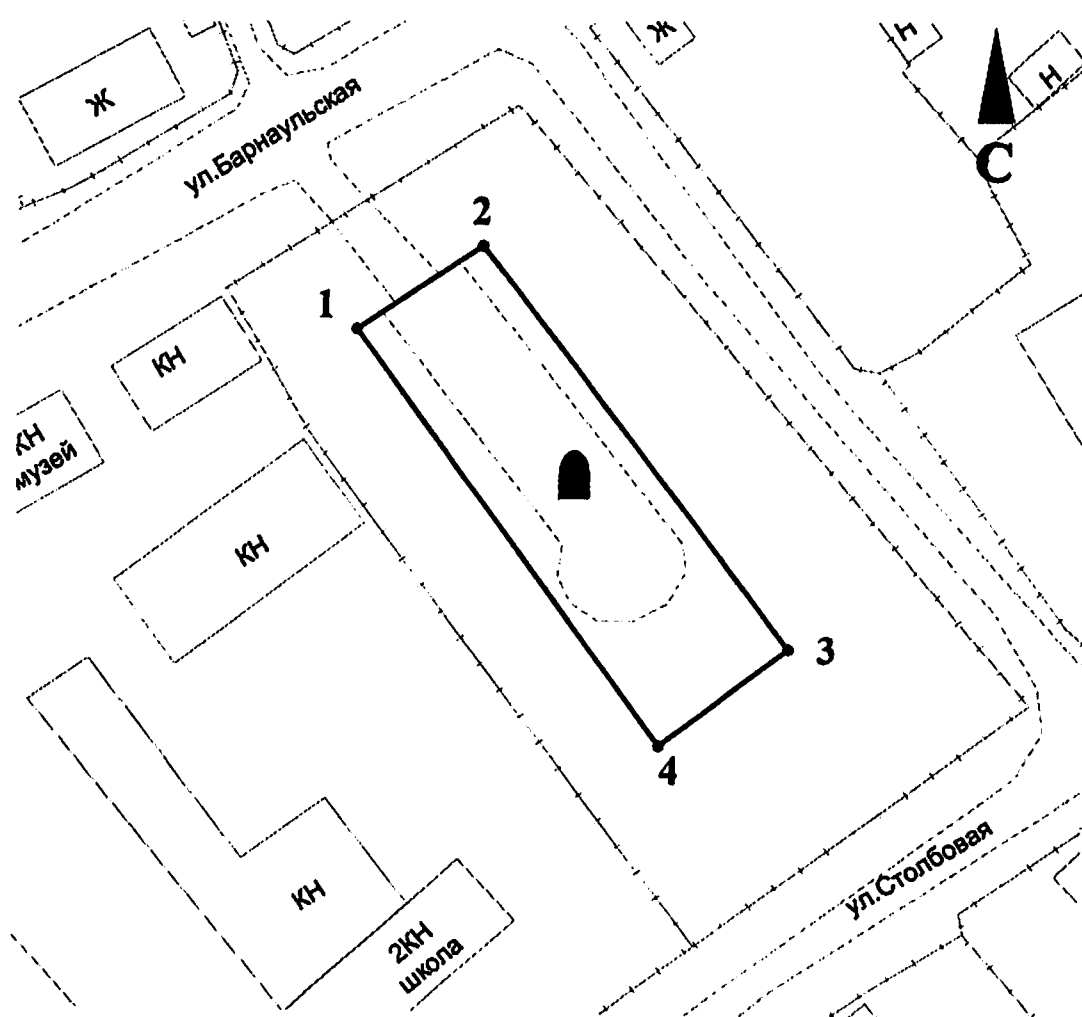 Ж
Н
Ж
Н
ул.Барнаульская
С
2
1
КН
КН
музей
КН
3
4
ул.Столбовая
КН
2КН
школа